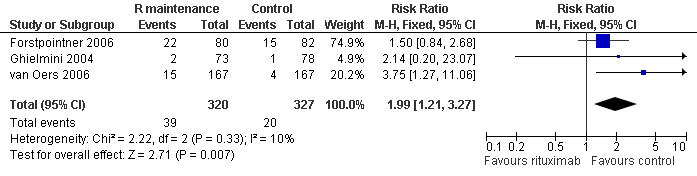 R maintenance Control Risk Ratio Risk Ratio
Study or Subgroup Events Total Events Total Weight M-H, Fixed, 95% CI M-H, Fixed, 95% CI
Forstpointner 2006 22 80 15 82 74.9% 1.50 [0.84, 2.68]
Ghielmini 2004 2 73 1 78 4.9% 2.14 [0.20, 23.07]
van Oers 2006 15 167 4 167 20.2% 3.75 [1.27, 11.06]
Total (95% CI) 320 327 100.0% 1.99 [1.21, 3.27]
Total events 39 20
Heterogeneity: Chi² = 2.22, df = 2 (P = 0.33); I² = 10%
Test for overall effect: Z = 2.71 (P = 0.007)
0.1 0.2 0.5 1 2 5 10
Favours rituximab Favours control